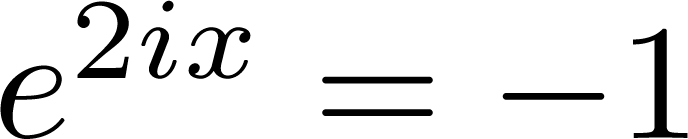 e^{2ix} = -1